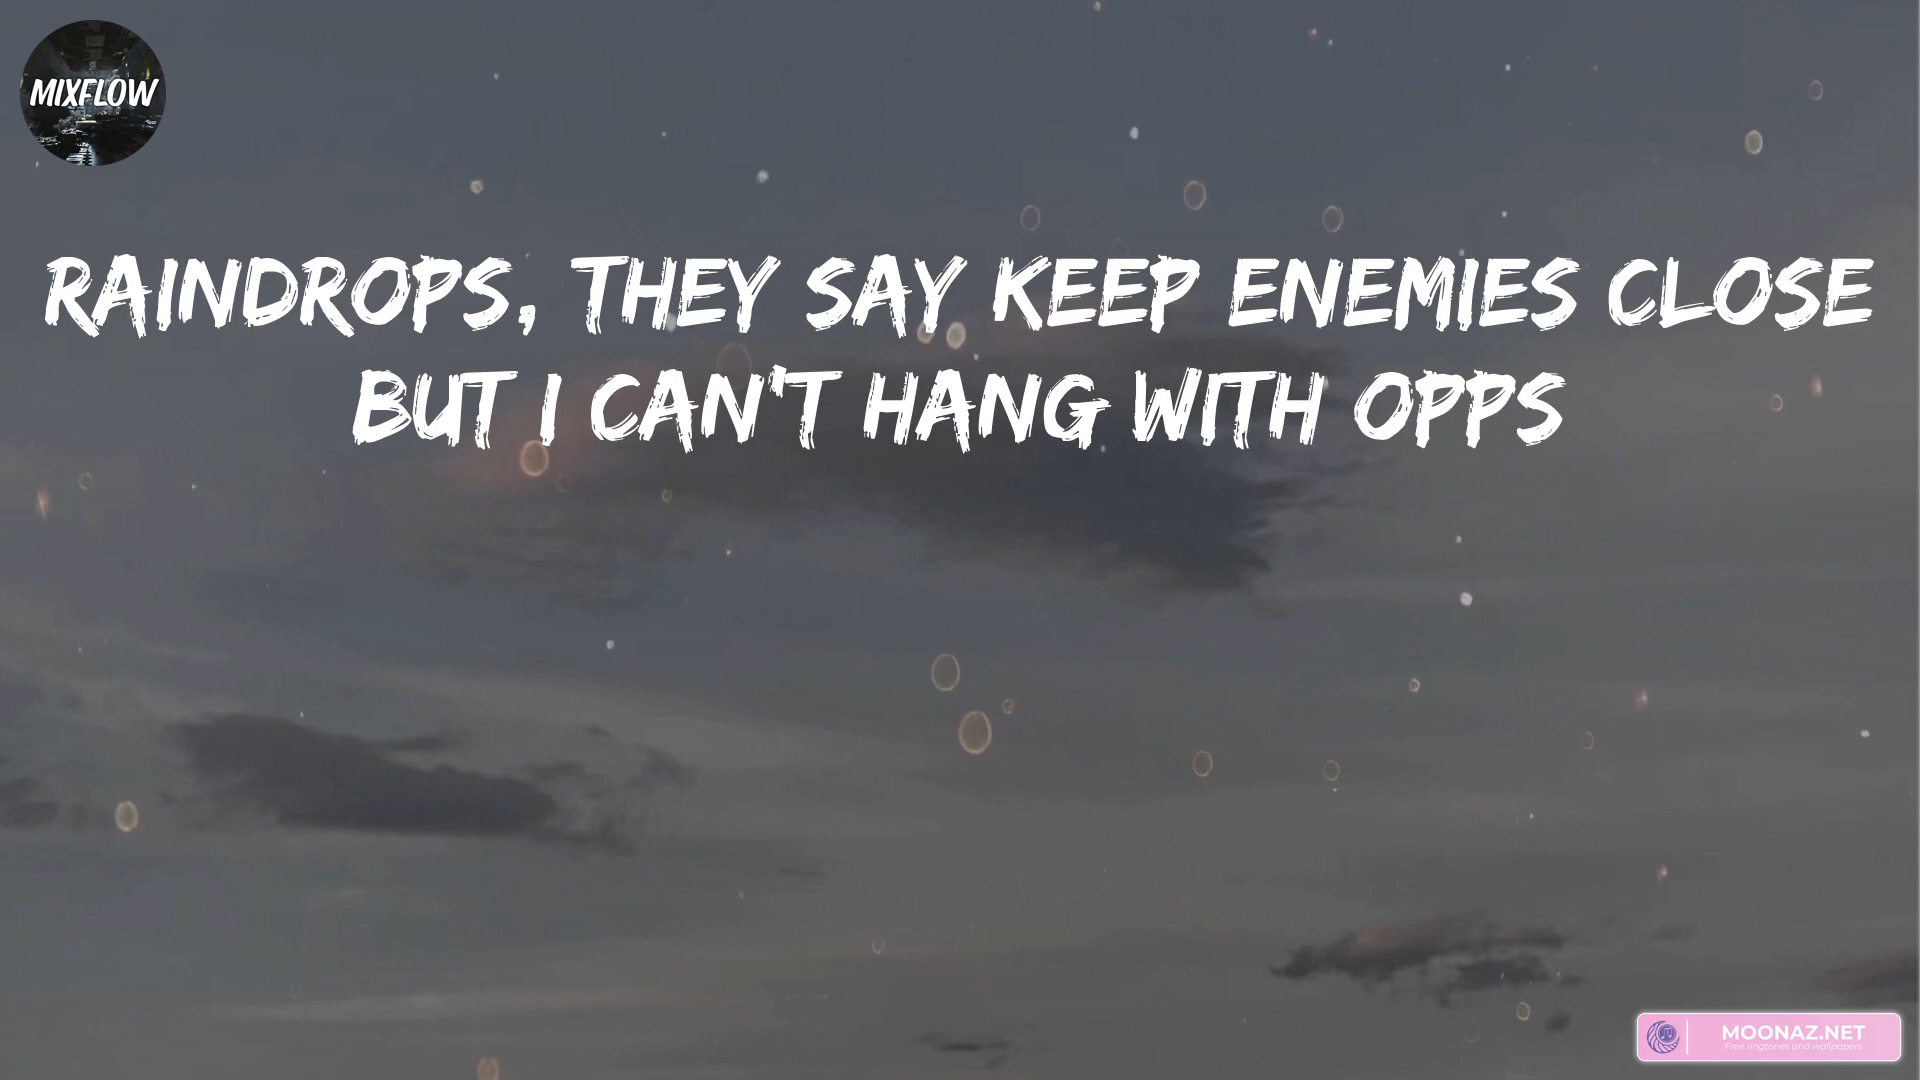 MIXFLOW
RAINDROPS, THEY SAY KEEP ENEMIES CLOSE
BUT I CAN'T HANG WITH OPPS
MOONAZ.NET
Free ringtones and wallpapers